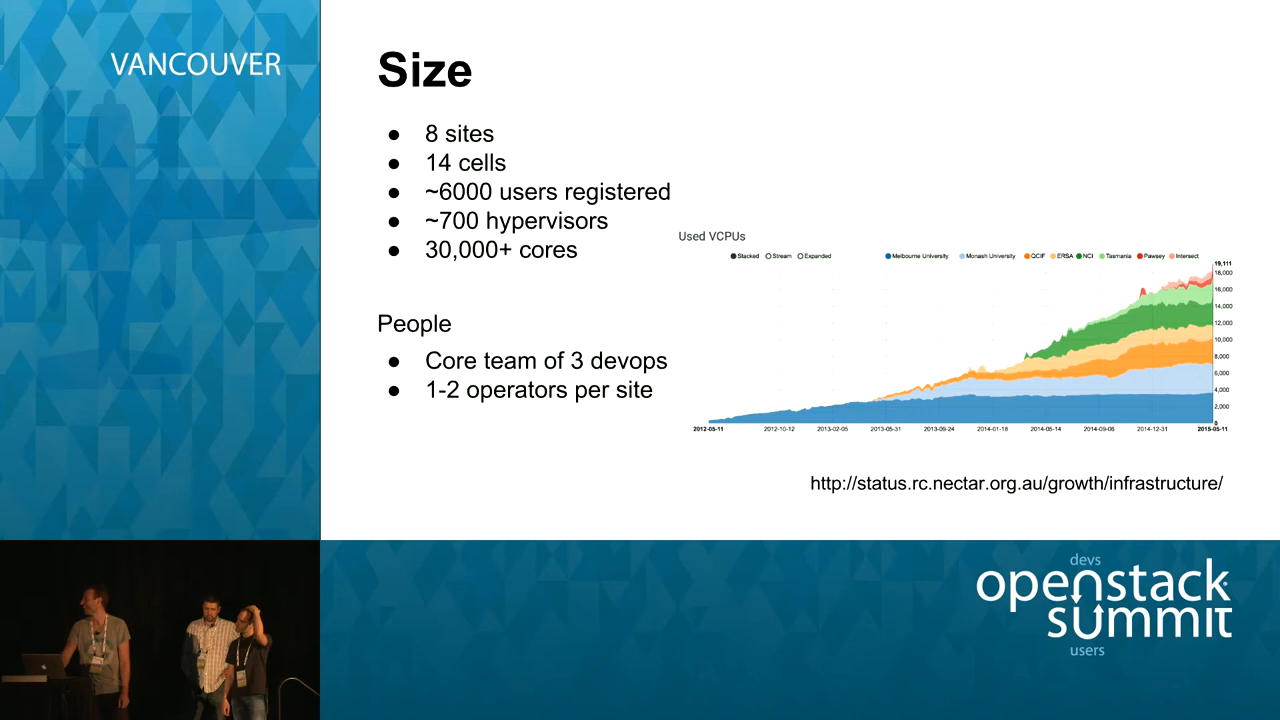 VANCOUVER
Size
● 8 sites
● 14 cells
● ~6000 users registered
● ~700 hypervisors
● 30,000+ cores
People
● Core team of 3 devops
● 1-2 operators per site
Used VCPUs
Stacked Stream Expanded Melbourne University Monash University QCIF ERSA NCI Tasmania Pawsey Intersect
19,111
18,000
16,000
14,000
12,000
10,000
8,000
6,000
4,000
2,000
0
2012-05-11 2012-10-12 2013-02-05 2013-05-31 2013-09-24 2014-01-18 2014-05-14 2014-09-06 2014-12-31 2015-05-11
http://status.rc.nectar.org.au/growth/infrastructure/
devs
openstack
summit
users